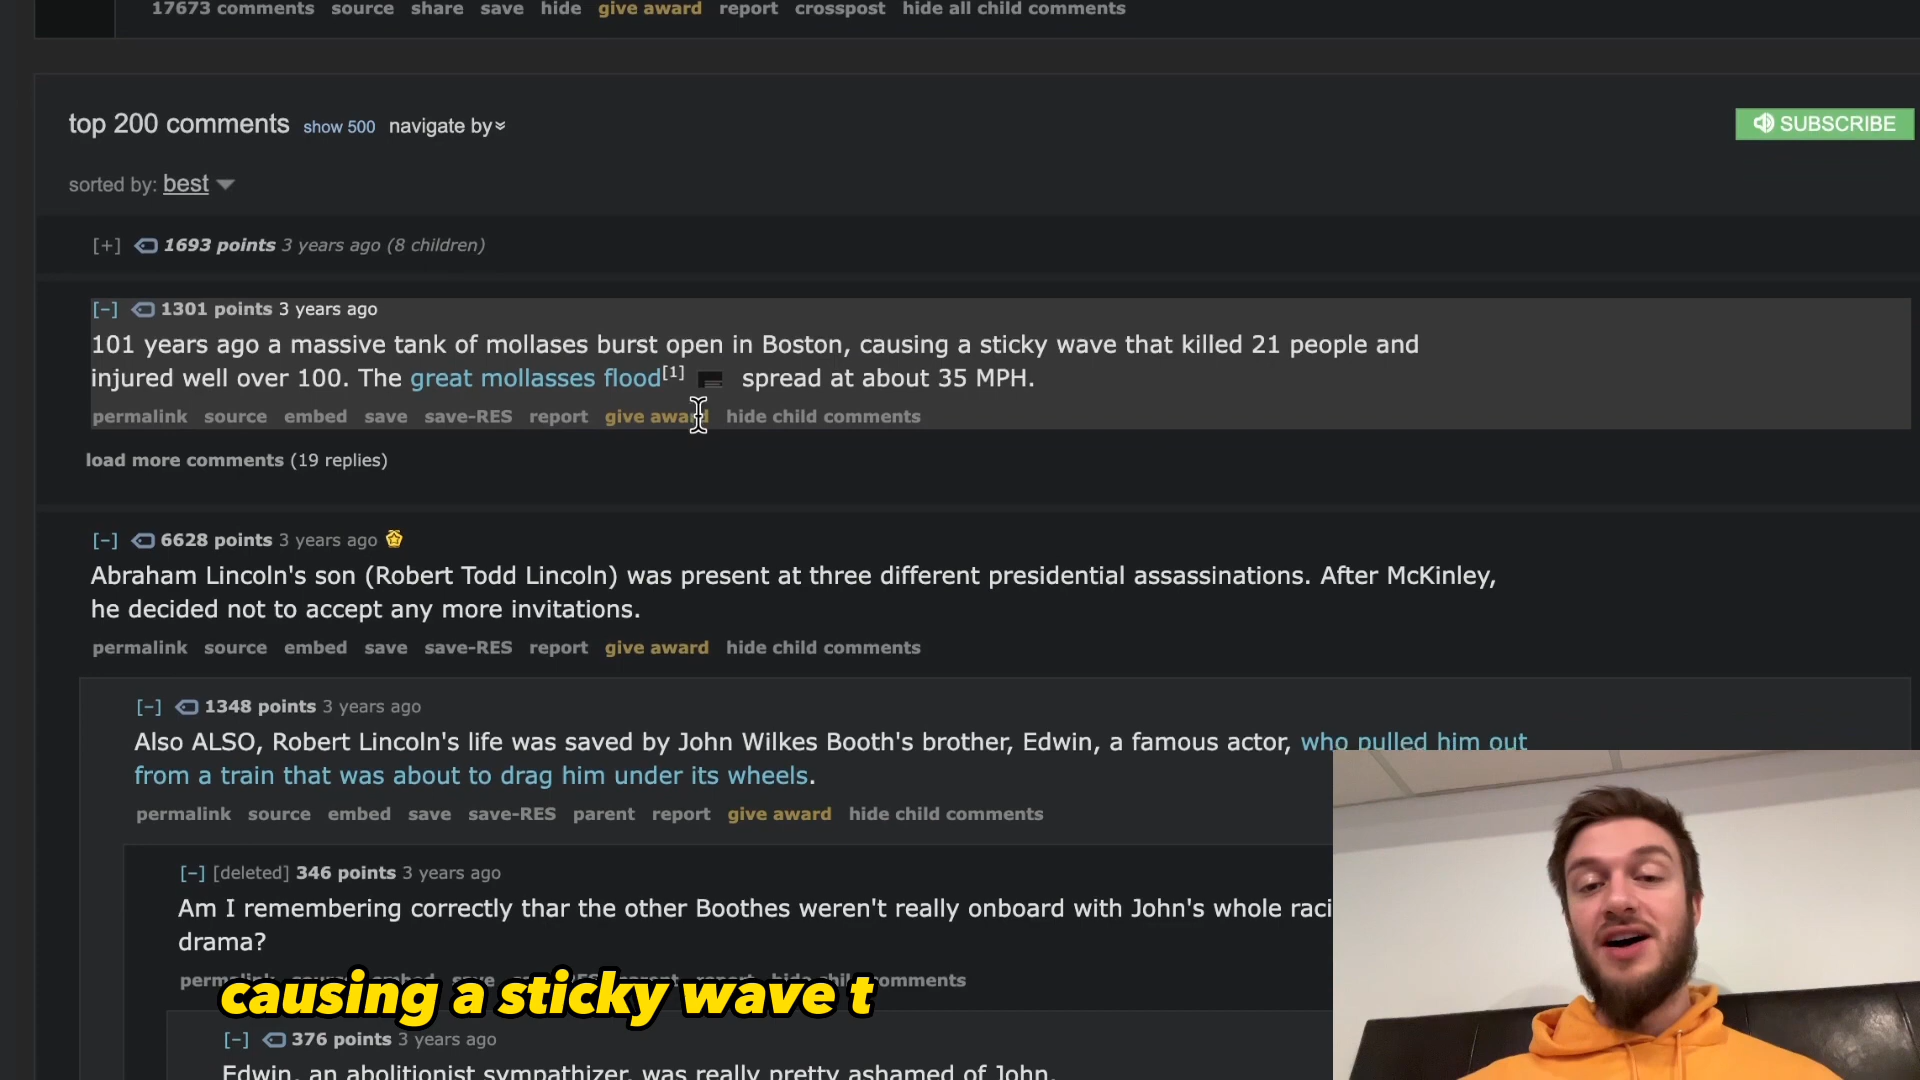 17673 comments source share save hide give award report crosspost hide all child comments
top 200 comments show 500 navigate by
SUBSCRIBE
sorted by: best
[+] 1693 points 3 years ago (8 children)
[–] 1301 points 3 years ago
101 years ago a massive tank of mollases burst open in Boston, causing a sticky wave that killed 21 people and
injured well over 100. The great mollasses flood[1] spread at about 35 MPH.
permalink source embed save save-RES report give award hide child comments
load more comments (19 replies)
[–] 6628 points 3 years ago
Abraham Lincoln's son (Robert Todd Lincoln) was present at three different presidential assassinations. After McKinley,
he decided not to accept any more invitations.
permalink source embed save save-RES report give award hide child comments
[–] 1348 points 3 years ago
Also ALSO, Robert Lincoln's life was saved by John Wilkes Booth's brother, Edwin, a famous actor, who pulled him out
from a train that was about to drag him under its wheels.
permalink source embed save save-RES parent report give award hide child comments
[–] [deleted] 346 points 3 years ago
Am I remembering correctly thar the other Boothes weren't really onboard with John's whole raci
drama?
causing a sticky wave t
[–] 376 points 3 years ago
Edwin, an abolitionist sympathizer, was really pretty ashamed of John.